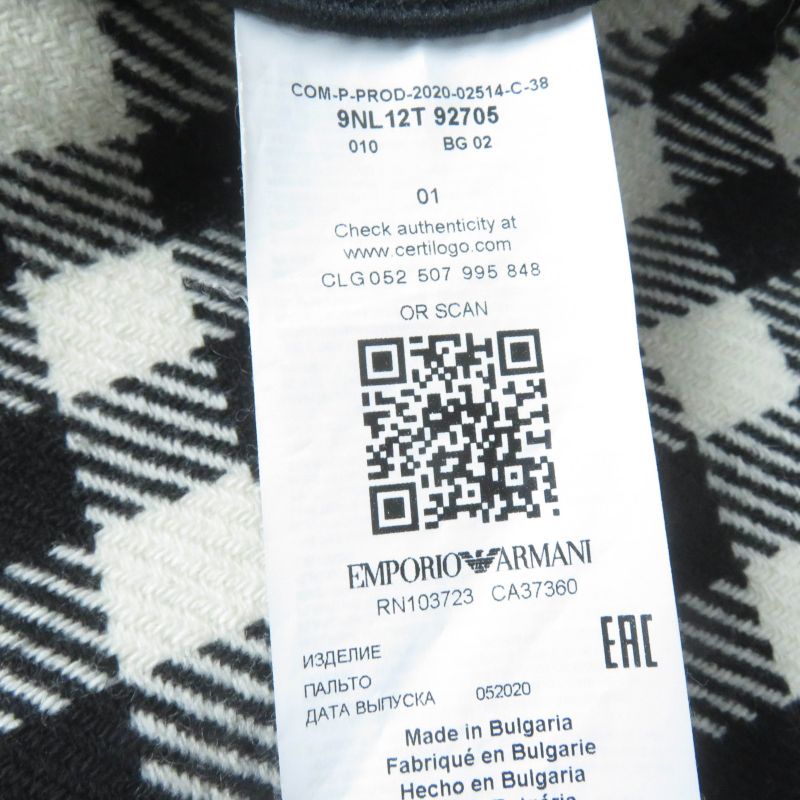 COM-P-PROD-2020-02514-C-38
9NL12T 92705
010 BG 02
01
Check authenticity at
www.certilogo.com
CLG 052 507 995 848
OR SCAN
EMPORIO ARMANI
RN103723 CA37360
EAC
ИЗДЕЛИЕ
ПАЛЬТО
ДАТА ВЫПУСКА 052020
Made in Bulgaria
Fabriqué en Bulgarie
Hecho en Bulgaria